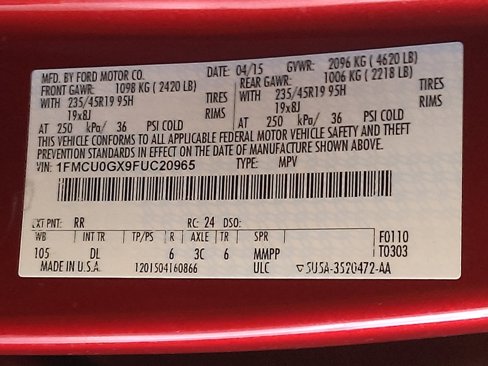 MFD. BY FORD MOTOR CO. DATE: 04/15 GVWR: 2096 KG ( 4620 LB)
FRONT GAWR: 1098 KG ( 2420 LB) REAR GAWR: 1006 KG ( 2218 LB)
WITH 235/45R19 95H TIRES WITH 235/45R19 95H TIRES
19x8J RIMS 19x8J RIMS
AT 250 kPa/ 36 PSI COLD AT 250 kPa/ 36 PSI COLD
THIS VEHICLE CONFORMS TO ALL APPLICABLE FEDERAL MOTOR VEHICLE SAFETY AND THEFT
PREVENTION STANDARDS IN EFFECT ON THE DATE OF MANUFACTURE SHOWN ABOVE.
VIN: 1FMCU0GX9FUC20965 TYPE: MPV
EXT PNT: RR RC: 24 DSO:
WB INT TR TP/PS R AXLE TR SPR F0110
105 DL 6 3C 6 MMPP T0303
MADE IN U.S.A. 1201504160866 ULC ▽5U5A-3520472-AA